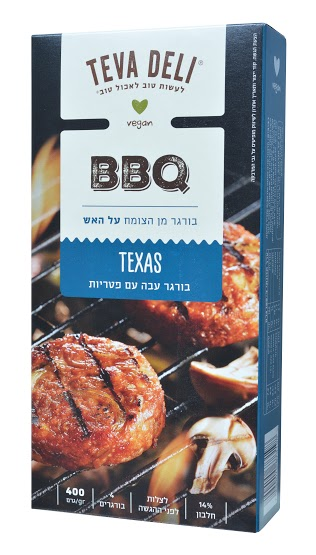 TEVA DELI®
לעשות טוב לאכול טוב
vegan
BBQ
בורגר מן הצומח על האש
TEXAS
בורגר עבה עם פטריות
400
gr/גרם
4
בורגרים
לצלות
לפני ההגשה
14%
חלבון